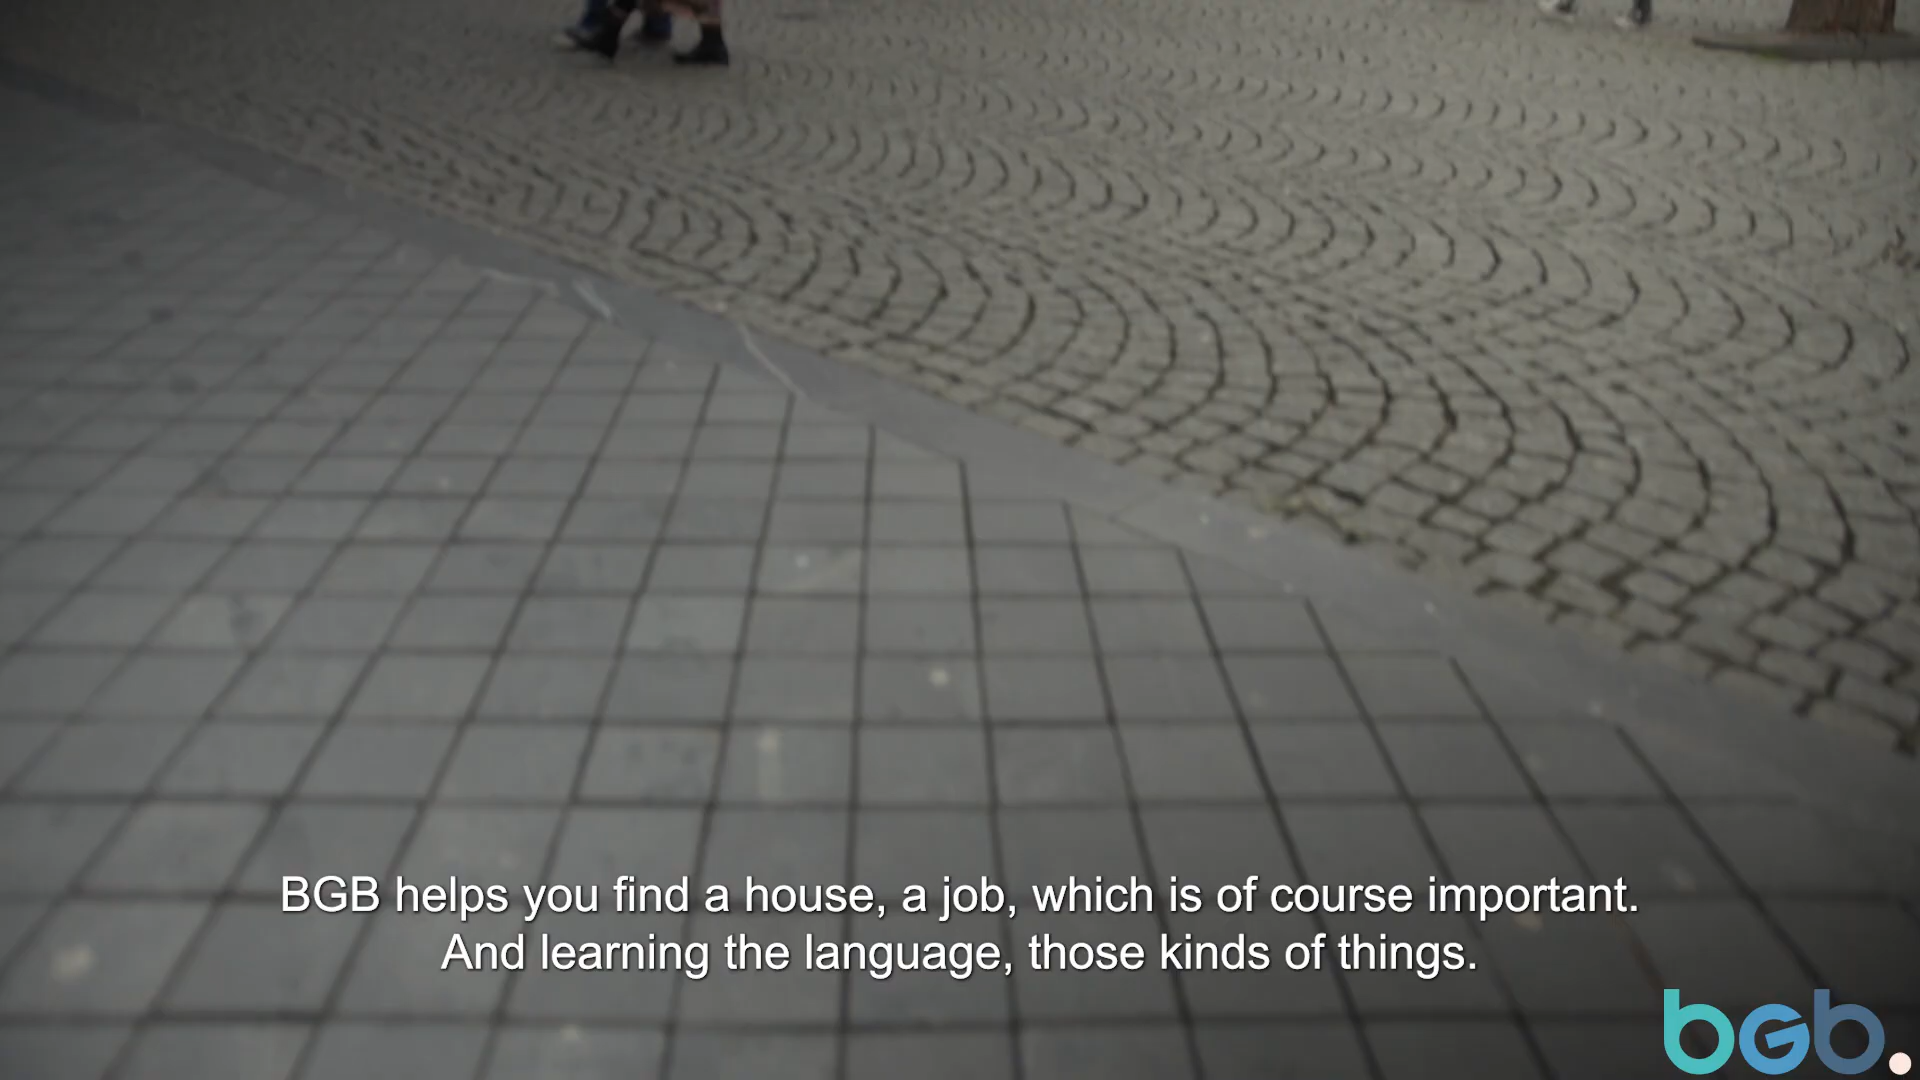 BGB helps you find a house, a job, which is of course important.
And learning the language, those kinds of things.
bGb.